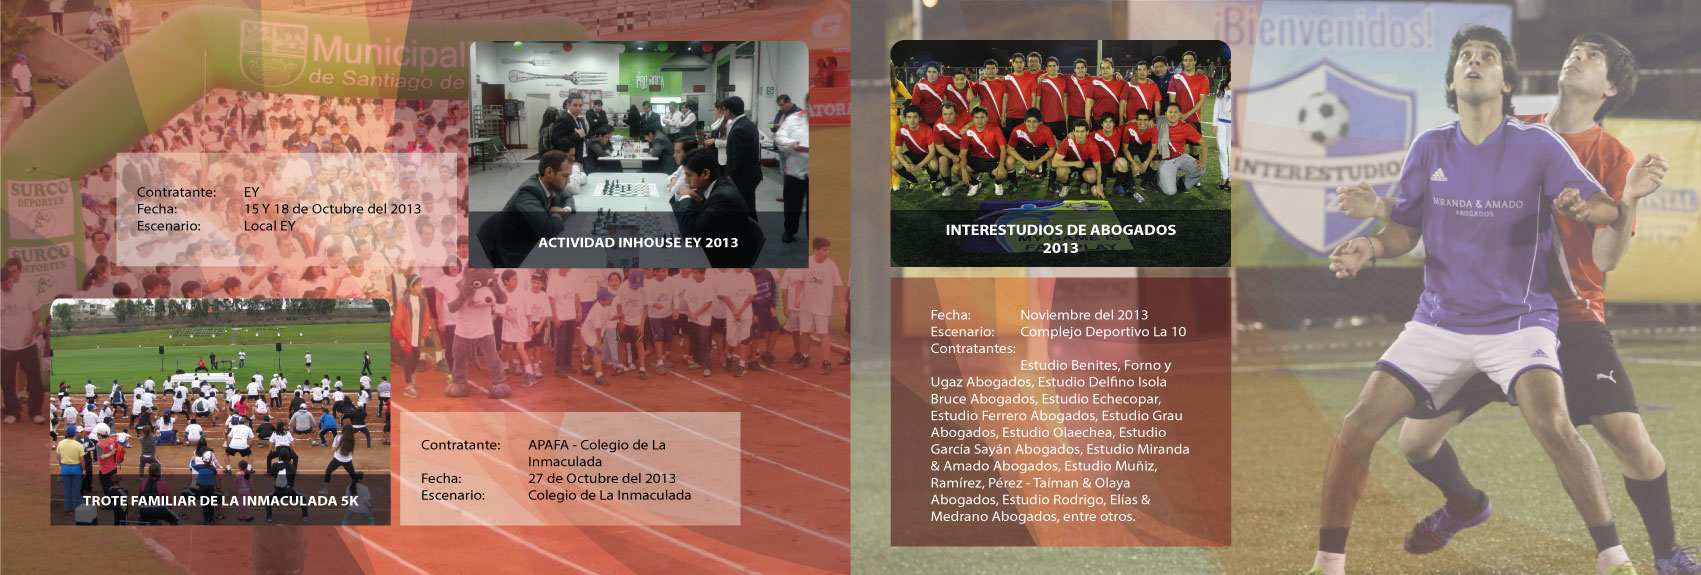 Municipal
de Santiago de
SURCO
DEPORTES
SURCO
DEPORTES
Contratante: EY
Fecha: 15 Y 18 de Octubre del 2013
Escenario: Local EY
ACTIVIDAD INHOUSE EY 2013
TROTE FAMILIAR DE LA INMACULADA 5K
Contratante: APAFA - Colegio de La
Inmaculada
Fecha: 27 de Octubre del 2013
Escenario: Colegio de La Inmaculada
INTERESTUDIOS DE ABOGADOS
2013
Fecha: Noviembre del 2013
Escenario: Complejo Deportivo La 10
Contratantes:
Estudio Benites, Forno y
Ugaz Abogados, Estudio Delfino Isola
Bruce Abogados, Estudio Echecopar,
Estudio Ferrero Abogados, Estudio Grau
Abogados, Estudio Olaechea, Estudio
García Sayán Abogados, Estudio Miranda
& Amado Abogados, Estudio Muñiz,
Ramírez, Pérez - Taíman & Olaya
Abogados, Estudio Rodrigo, Elías &
Medrano Abogados, entre otros.
¡Bienvenidos!
INTERESTUDIO
adidas
MIRANDA & AMADO
ABOGADOS